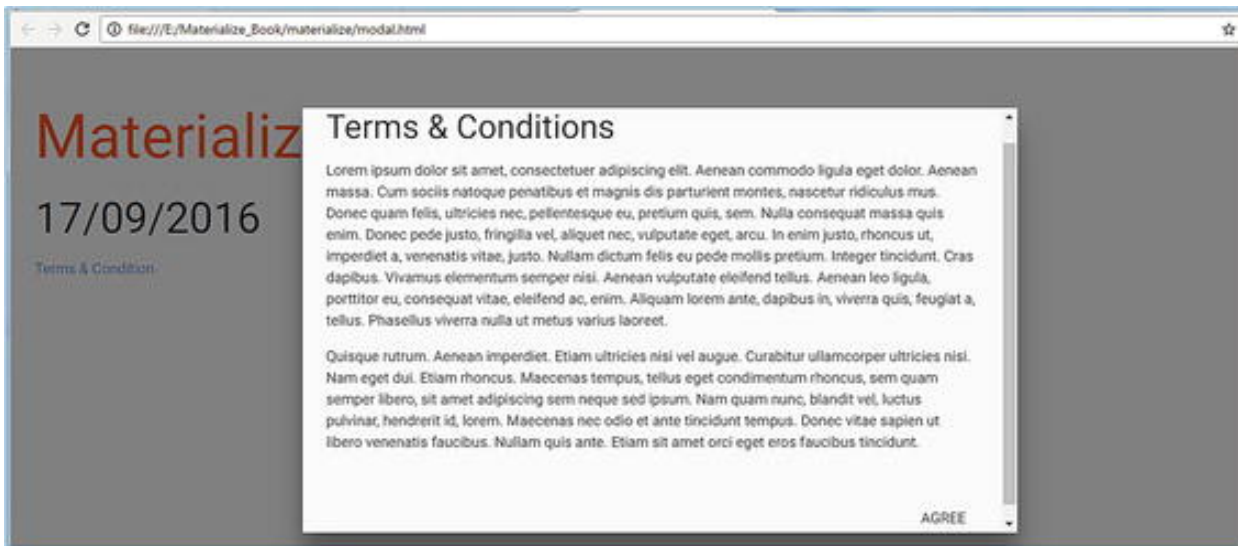 file:///E:/Materialize_Book/materialize/modal.html
Materializ
17/09/2016
Terms & Condition
Terms & Conditions
Lorem ipsum dolor sit amet, consectetuer adipiscing elit. Aenean commodo ligula eget dolor. Aenean
massa. Cum sociis natoque penatibus et magnis dis parturient montes, nascetur ridiculus mus.
Donec quam felis, ultricies nec, pellentesque eu, pretium quis, sem. Nulla consequat massa quis
enim. Donec pede justo, fringilla vel, aliquet nec, vulputate eget, arcu. In enim justo, rhoncus ut,
imperdiet a, venenatis vitae, justo. Nullam dictum felis eu pede mollis pretium. Integer tincidunt. Cras
dapibus. Vivamus elementum semper nisi. Aenean vulputate eleifend tellus. Aenean leo ligula,
porttitor eu, consequat vitae, eleifend ac, enim. Aliquam lorem ante, dapibus in, viverra quis, feugiat a,
tellus. Phasellus viverra nulla ut metus varius laoreet.
Quisque rutrum. Aenean imperdiet. Etiam ultricies nisi vel augue. Curabitur ullamcorper ultricies nisi.
Nam eget dui. Etiam rhoncus. Maecenas tempus, tellus eget condimentum rhoncus, sem quam
semper libero, sit amet adipiscing sem neque sed ipsum. Nam quam nunc, blandit vel, luctus
pulvinar, hendrerit id, lorem. Maecenas nec odio et ante tincidunt tempus. Donec vitae sapien ut
libero venenatis faucibus. Nullam quis ante. Etiam sit amet orci eget eros faucibus tincidunt.
AGREE